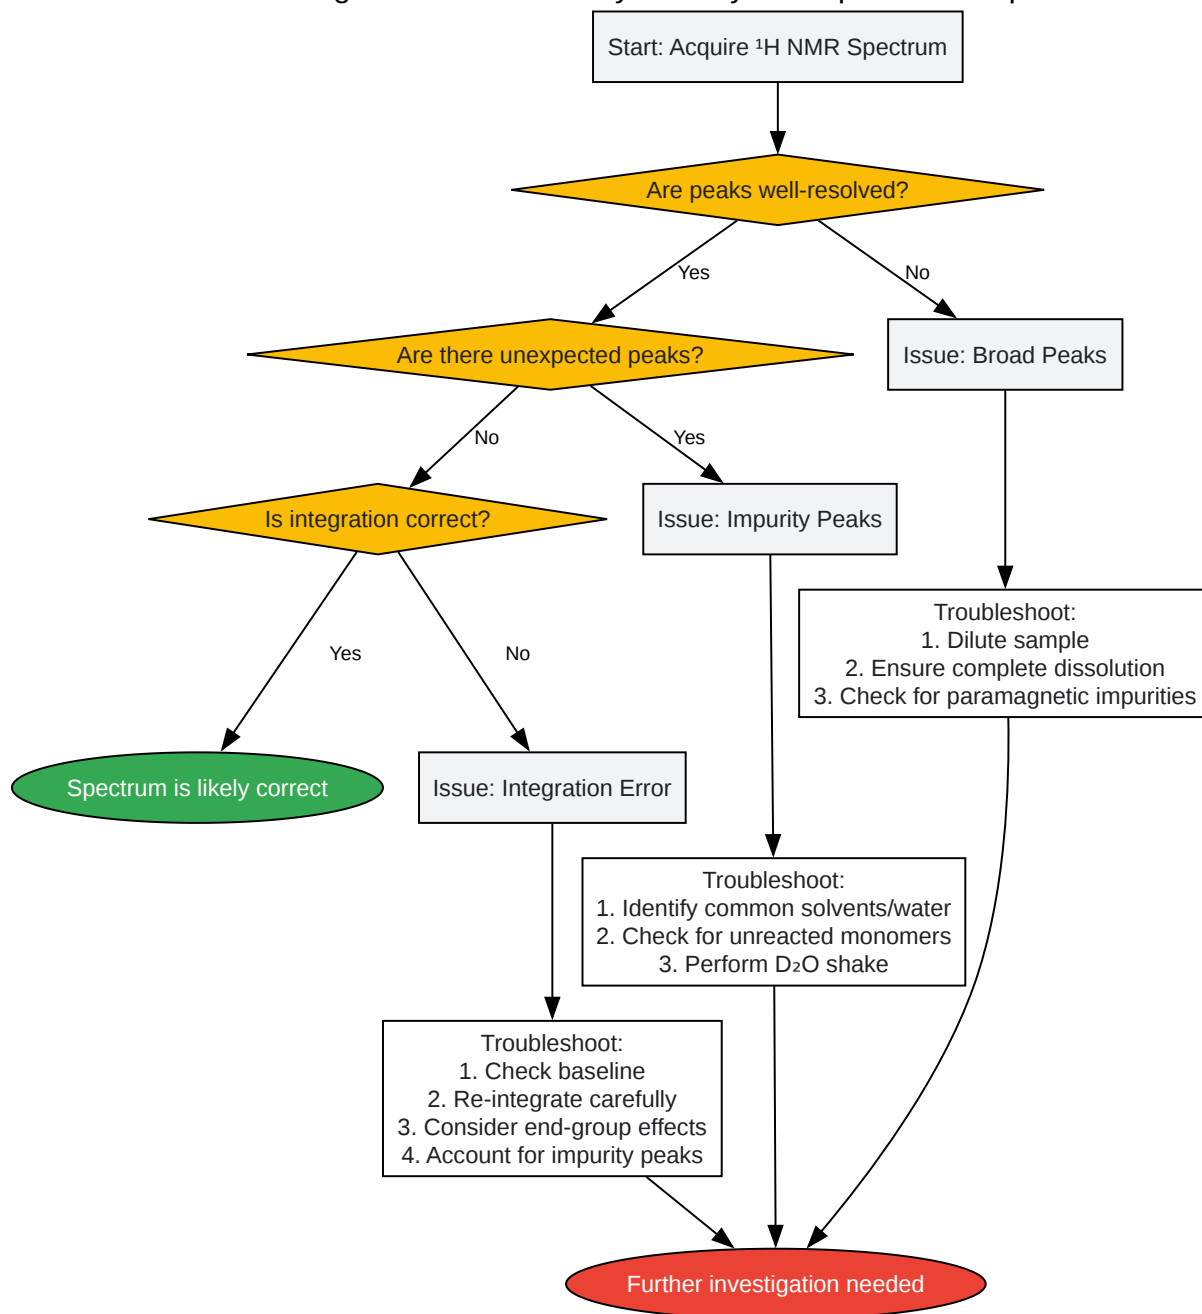 Start: Acquire ¹H NMR Spectrum
Are peaks well-resolved?
Yes
No
Are there unexpected peaks?
Issue: Broad Peaks
No
Yes
Is integration correct?
Issue: Impurity Peaks
Troubleshoot:
1. Dilute sample
2. Ensure complete dissolution
3. Check for paramagnetic impurities
Yes
No
Spectrum is likely correct
Issue: Integration Error
Troubleshoot:
1. Identify common solvents/water
2. Check for unreacted monomers
3. Perform D₂O shake
Troubleshoot:
1. Check baseline
2. Re-integrate carefully
3. Consider end-group effects
4. Account for impurity peaks
Further investigation needed